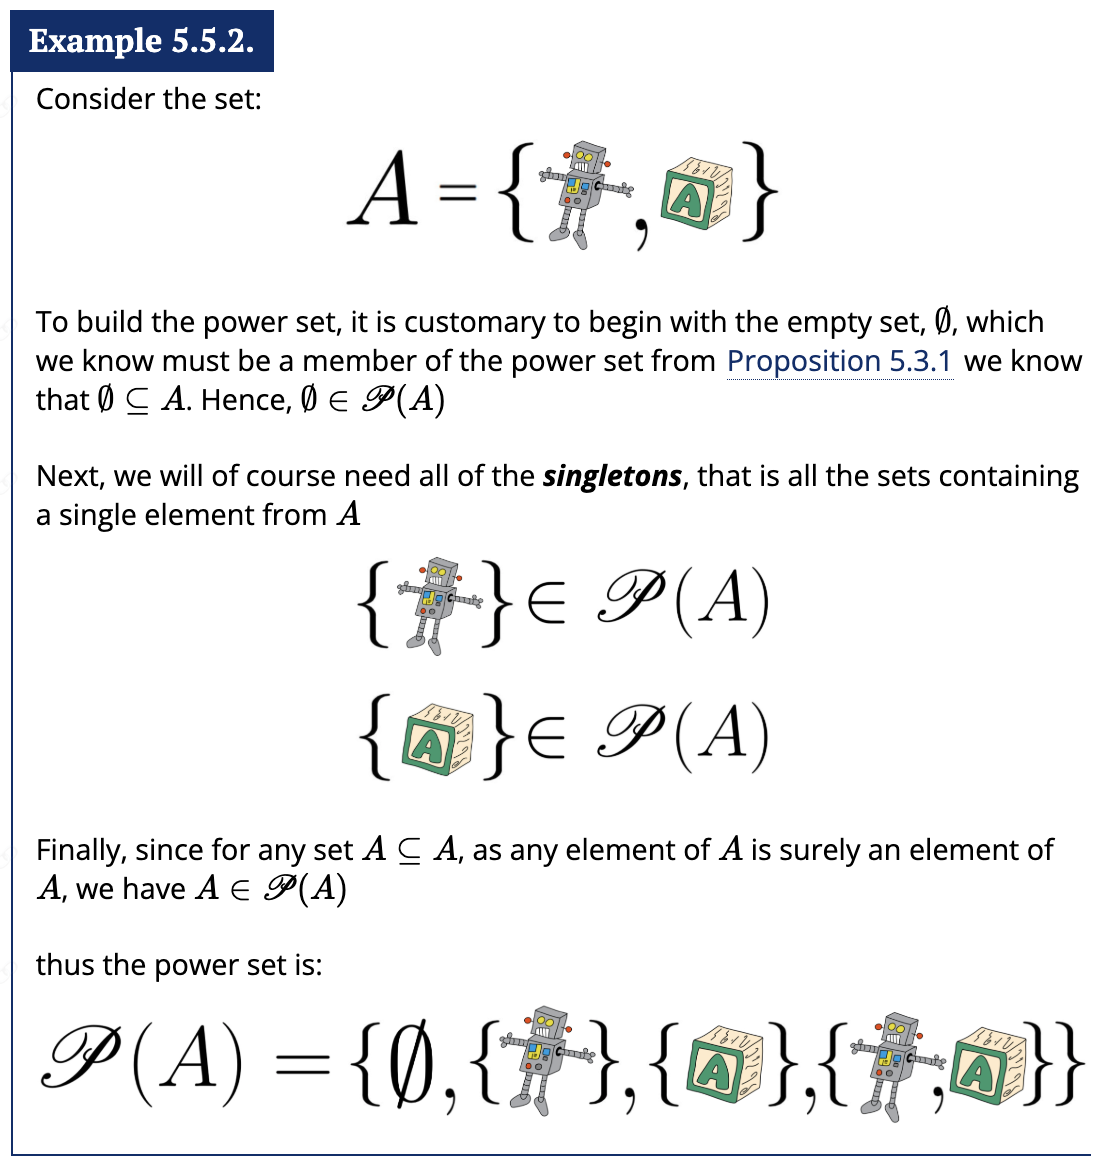 Example 5.5.2.
Consider the set:
A = { , A }
To build the power set, it is customary to begin with the empty set, ∅, which
we know must be a member of the power set from Proposition 5.3.1 we know
that ∅ ⊆ A. Hence, ∅ ∈ 𝒫(A)
Next, we will of course need all of the singletons, that is all the sets containing
a single element from A
{ } ∈ 𝒫(A)
{ A } ∈ 𝒫(A)
Finally, since for any set A ⊆ A, as any element of A is surely an element of
A, we have A ∈ 𝒫(A)
thus the power set is:
𝒫(A) = {∅,{ },{ A },{ , A }}